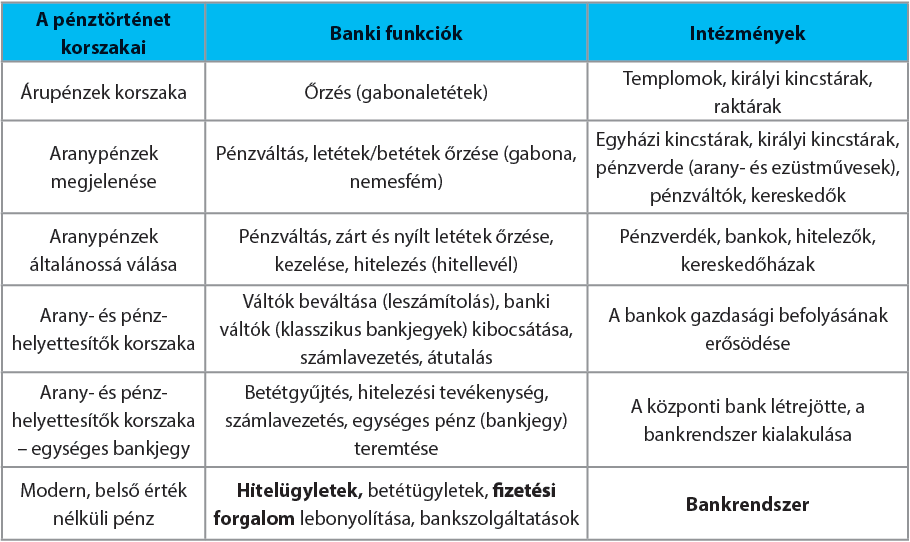 A pénztörténet
korszakai
Banki funkciók
Intézmények
Árupénzek korszaka
Őrzés (gabonaletétek)
Templomok, királyi kincstárak,
raktárak
Aranypénzek
megjelenése
Pénzváltás, letétek/betétek őrzése (gabona,
nemesfém)
Egyházi kincstárak, királyi kincstárak,
pénzverde (arany- és ezüstművesek),
pénzváltók, kereskedők
Aranypénzek
általánossá válása
Pénzváltás, zárt és nyílt letétek őrzése,
kezelése, hitelezés (hitellevél)
Pénzverdék, bankok, hitelezők,
kereskedőházak
Arany- és pénz-
helyettesítők korszaka
Váltók beváltása (leszámítolás), banki
váltók (klasszikus bankjegyek) kibocsátása,
számlavezetés, átutalás
A bankok gazdasági befolyásának
erősödése
Arany- és pénz-
helyettesítők korszaka
– egységes bankjegy
Betétgyűjtés, hitelezési tevékenység,
számlavezetés, egységes pénz (bankjegy)
teremtése
A központi bank létrejötte, a
bankrendszer kialakulása
Modern, belső érték
nélküli pénz
Hitelügyletek, betétügyletek, fizetési
forgalom lebonyolítása, bankszolgáltatások
Bankrendszer